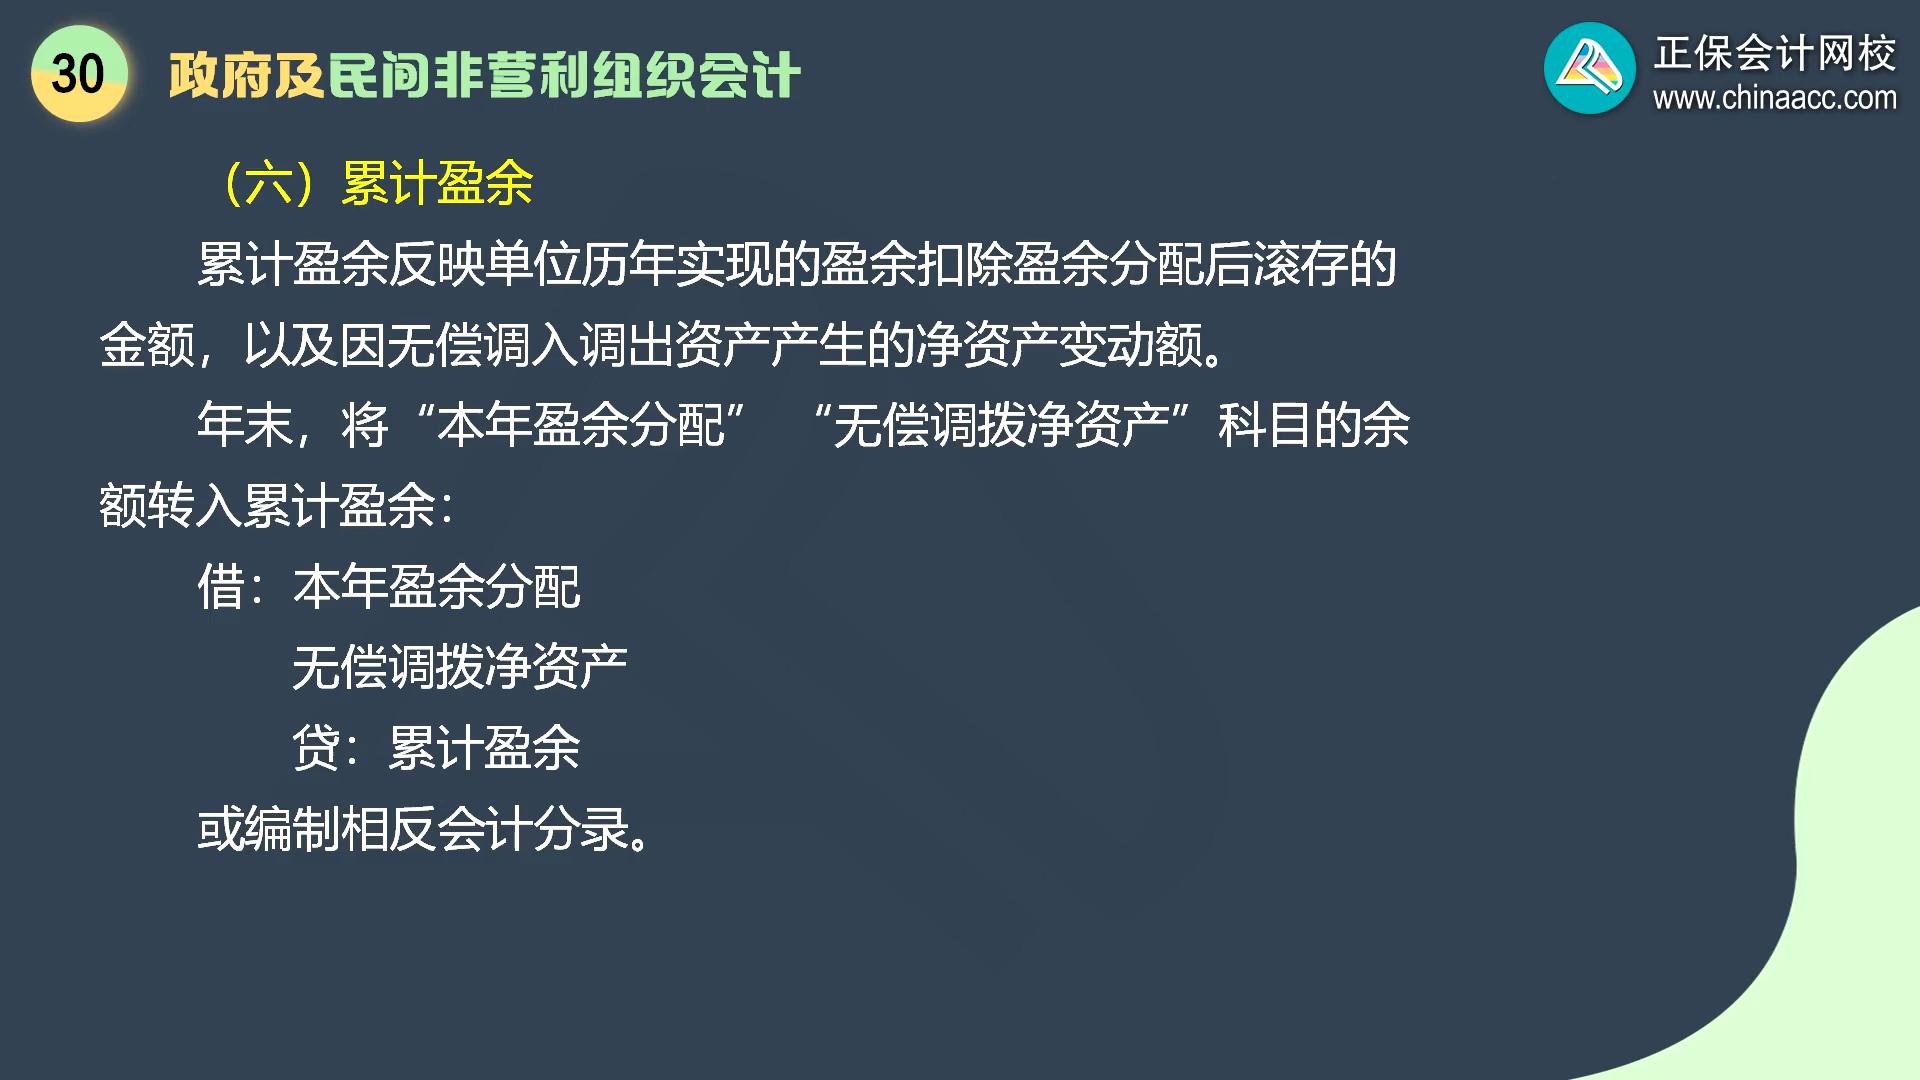 30
政府及民间非营利组织会计
正保会计网校
www.chinaacc.com
（六）累计盈余
累计盈余反映单位历年实现的盈余扣除盈余分配后滚存的
金额，以及因无偿调入调出资产产生的净资产变动额。
年末，将“本年盈余分配” “无偿调拨净资产”科目的余
额转入累计盈余：
借：本年盈余分配
无偿调拨净资产
贷：累计盈余
或编制相反会计分录。